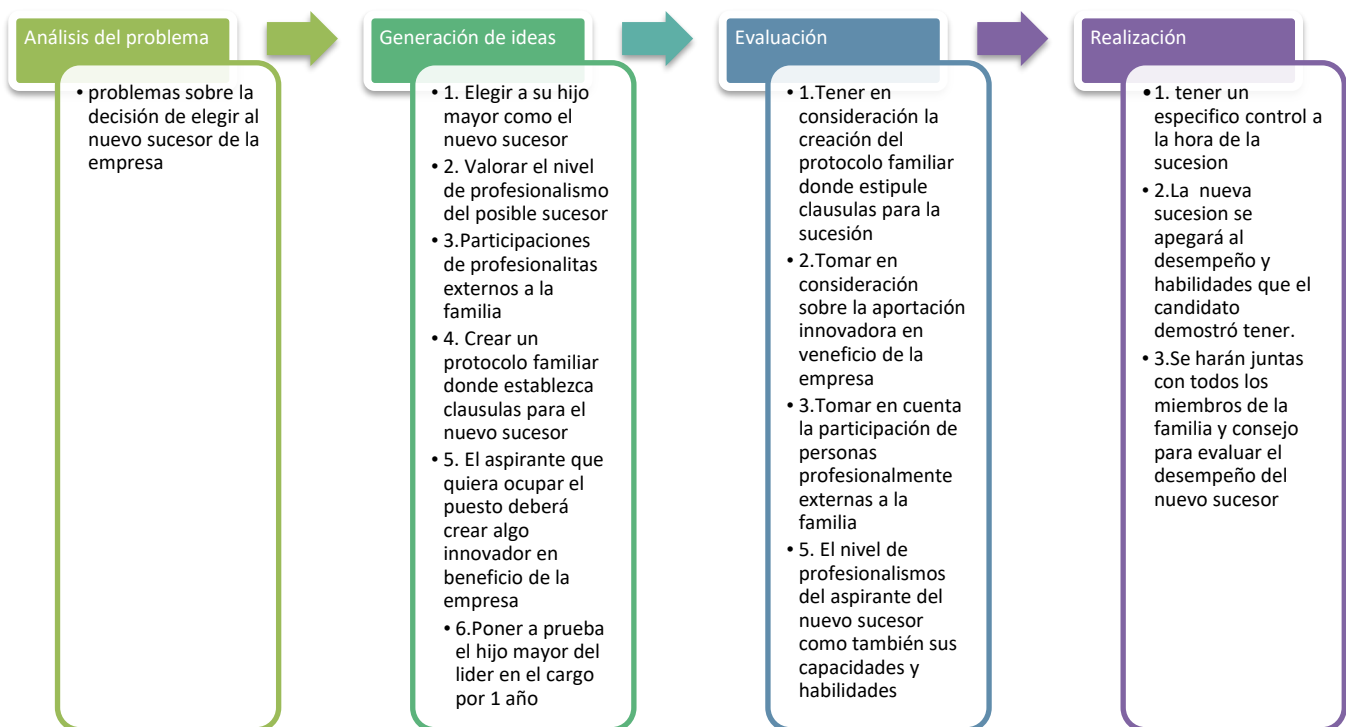 Análisis del problema
• problemas sobre la
decisión de elegir al
nuevo sucesor de la
empresa
Generación de ideas
• 1. Elegir a su hijo
mayor como el
nuevo sucesor
• 2. Valorar el nivel
de profesionalismo
del posible sucesor
• 3.Participaciones
de profesionalitas
externos a la
familia
• 4. Crear un
protocolo familiar
donde establezca
clausulas para el
nuevo sucesor
• 5. El aspirante que
quiera ocupar el
puesto deberá
crear algo
innovador en
beneficio de la
empresa
• 6.Poner a prueba
el hijo mayor del
lider en el cargo
por 1 año
Evaluación
• 1.Tener en
consideración la
creación del
protocolo familiar
donde estipule
clausulas para la
sucesión
• 2.Tomar en
consideración
sobre la aportación
innovadora en
veneficio de la
empresa
• 3.Tomar en cuenta
la participación de
personas
profesionalmente
externas a la
familia
• 5. El nivel de
profesionalismos
del aspirante del
nuevo sucesor
como también sus
capacidades y
habilidades
Realización
• 1. tener un
especifico control a
la hora de la
sucesion
• 2.La nueva
sucesion se
apegará al
desempeño y
habilidades que el
candidato
demostró tener.
• 3.Se harán juntas
con todos los
miembros de la
familia y consejo
para evaluar el
desempeño del
nuevo sucesor